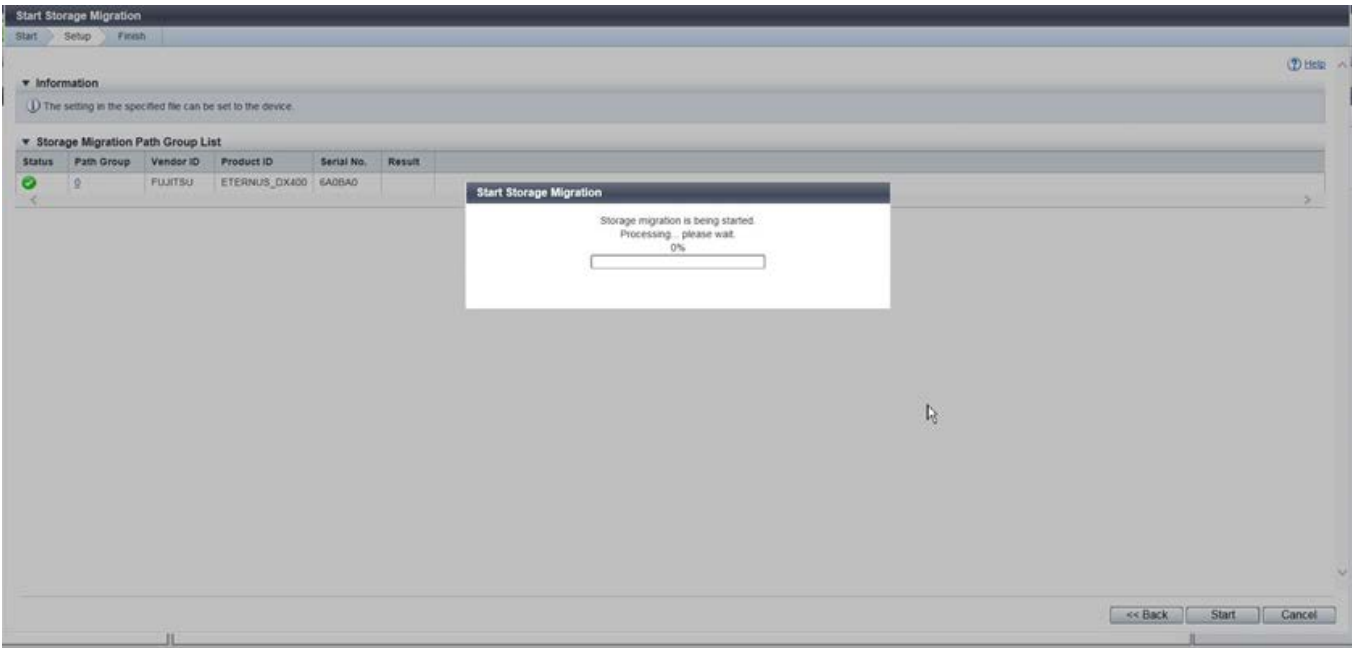 Start Storage Migration
Start Setup Finish
Help
Information
The setting in the specified file can be set to the device.
Storage Migration Path Group List
Status Path Group Vendor ID Product ID Serial No. Result
0 FUJITSU ETERNUS_DX400 6A0BA0
Start Storage Migration
Storage migration is being started.
Processing... please wait.
0%
<< Back Start Cancel